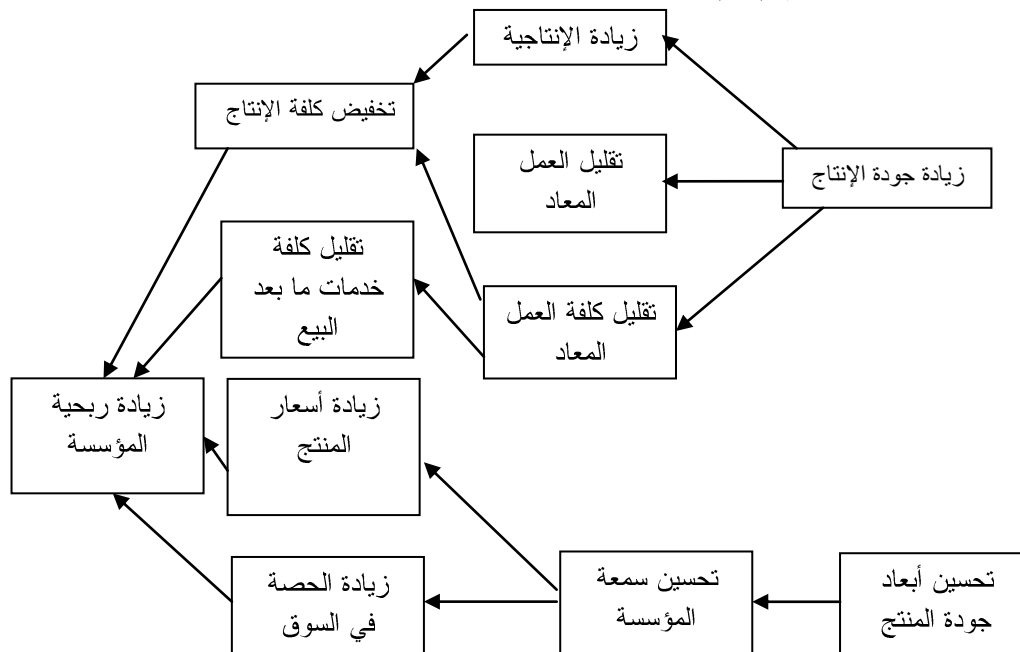 زيادة الإنتاجية
تخفيض كلفة الإنتاج
تقليل العمل
المعاد
زيادة جودة الإنتاج
تقليل كلفة
خدمات ما بعد
البيع
تقليل كلفة العمل
المعاد
زيادة ربحية
المؤسسة
زيادة أسعار
المنتج
زيادة الحصة
في السوق
تحسين سمعة
المؤسسة
تحسين أبعاد
جودة المنتج